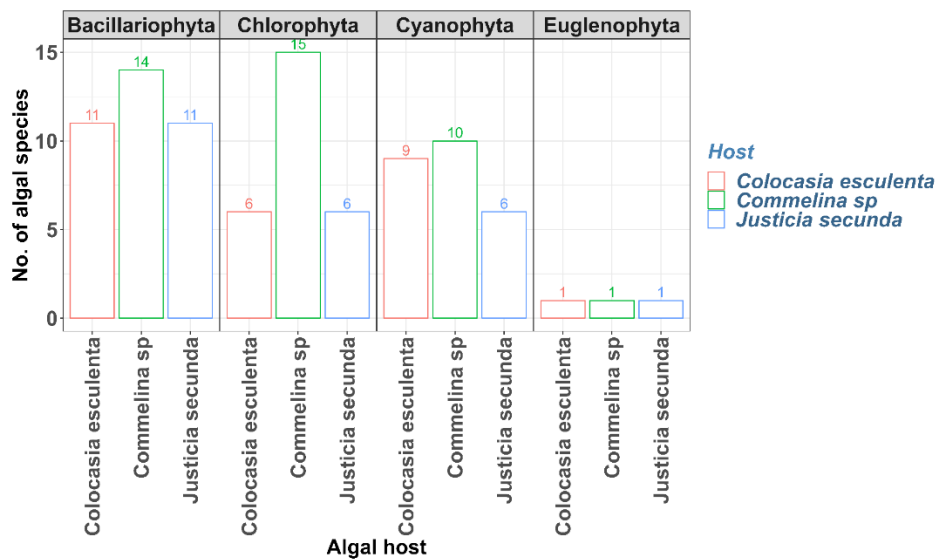 Bacillariophyta Chlorophyta Cyanophyta Euglenophyta
No. of algal species
15
10
5
0
11 14 11
6 15 6
9 10 6
1 1 1
Colocasia esculenta
Commelina sp
Justicia secunda
Colocasia esculenta
Commelina sp
Justicia secunda
Colocasia esculenta
Commelina sp
Justicia secunda
Colocasia esculenta
Commelina sp
Justicia secunda
Algal host
Host
Colocasia esculenta
Commelina sp
Justicia secunda